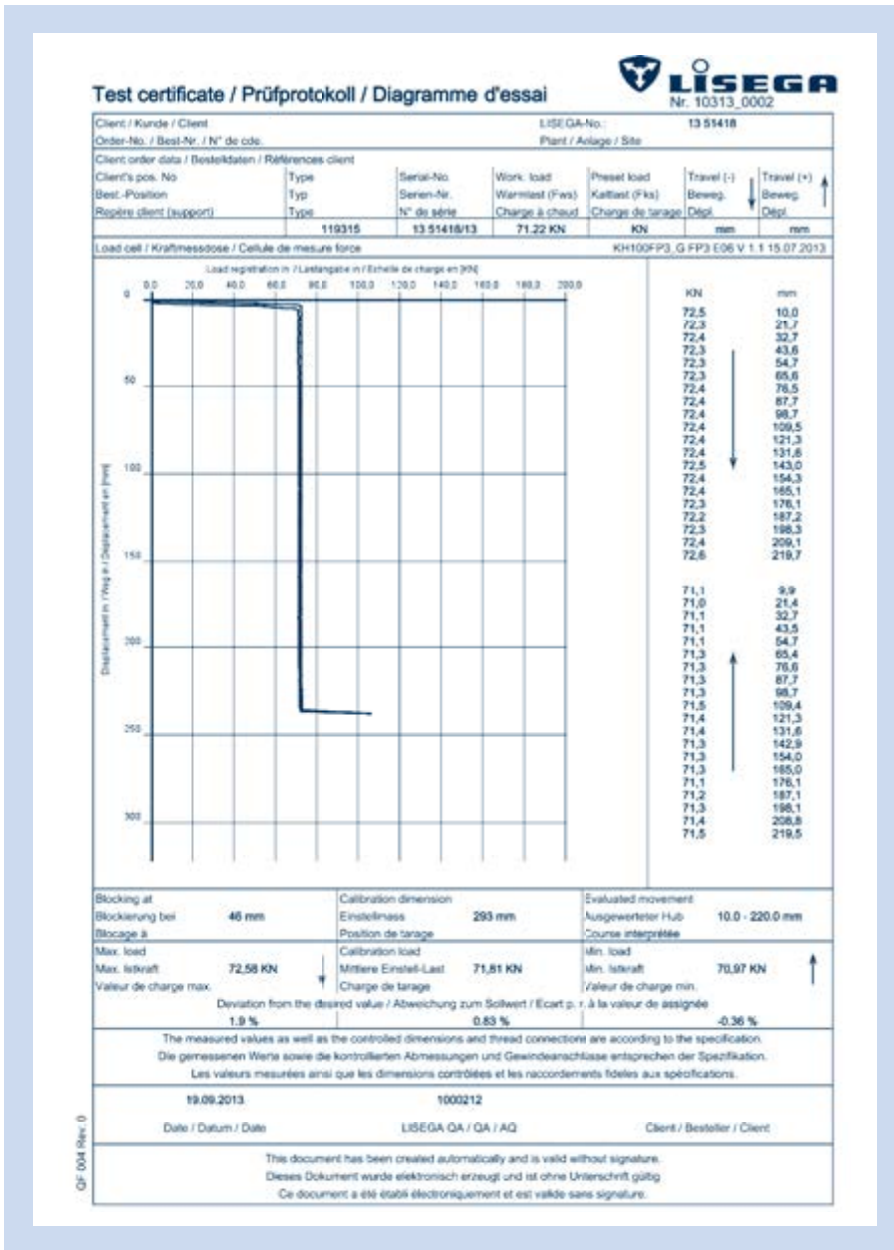 LISEGA
Test certificate / Prüfprotokoll / Diagramme d'essai
Nr. 10313_0002
Client / Kunde / Client LISEGA-No.: 13 51418
Order-No. / Best-Nr. / N° de cde. Plant / Anlage / Site
Client order data / Bestelldaten / Références client
Client's pos. No Type Serial-No. Work. load Preset load Travel (-) Travel (+)
Best.-Position Typ Serien-Nr. Warmlast (Fws) Kaltlast (Fks) Beweg. Beweg.
Repère client (support) Type N° de série Charge à chaud Charge de tarage Dépl. Dépl.
119315 13 51418/13 71.22 KN KN mm mm
Load cell / Kraftmessdose / Cellule de mesure force KH100FP3_G FP3 E06 V 1.1 15.07.2013
Load registration in / Lastangabe in / Echelle de charge en [KN]
0,0 20,0 40,0 60,0 80,0 100,0 120,0 140,0 160,0 180,0 200,0
Displacement in / Weg in / Displacement en [mm]
0
50
100
150
200
250
300
KN mm
72,5 10,0
72,3 21,7
72,4 32,7
72,3 43,6
72,3 54,7
72,3 65,6
72,4 76,5
72,4 87,7
72,4 98,7
72,4 109,5
72,4 121,3
72,4 131,6
72,5 143,0
72,4 154,3
72,4 165,1
72,3 176,1
72,2 187,2
72,3 198,3
72,4 209,1
72,6 219,7
71,1 9,9
71,0 21,4
71,1 32,7
71,1 43,5
71,1 54,7
71,3 65,4
71,3 76,6
71,3 87,7
71,3 98,7
71,5 109,4
71,4 121,3
71,4 131,6
71,3 142,9
71,3 154,0
71,3 165,0
71,1 176,1
71,2 187,1
71,3 198,1
71,4 208,8
71,5 219,5
Blocking at Calibration dimension Evaluated movement
Blockierung bei 46 mm Einstellmass 293 mm Ausgewerteter Hub 10.0 - 220.0 mm
Blocage à Position de tarage Course interprétée
Max. load Calibration load Min. load
Max. Istkraft 72,58 KN Mittlere Einstell-Last 71,81 KN Min. Istkraft 70,97 KN
Valeur de charge max. Charge de tarage Valeur de charge min.
Deviation from the desired value / Abweichung zum Sollwert / Ecart p. r. à la valeur de assignée
1.9 % 0.83 % -0.36 %
The measured values as well as the controlled dimensions and thread connections are according to the specification.
Die gemessenen Werte sowie die kontrollierten Abmessungen und Gewindeanschlüsse entsprechen der Spezifikation.
Les valeurs mesurées ainsi que les dimensions contrôlées et les raccordements fideles aux spécifications.
19.09.2013 1000212
Date / Datum / Date LISEGA QA / QA / AQ Client / Besteller / Client
This document has been created automatically and is valid without signature.
Dieses Dokument wurde elektronisch erzeugt und ist ohne Unterschrift gültig
Ce document a été établi électroniquement et est valide sans signature.
QF 004 Rev. 0